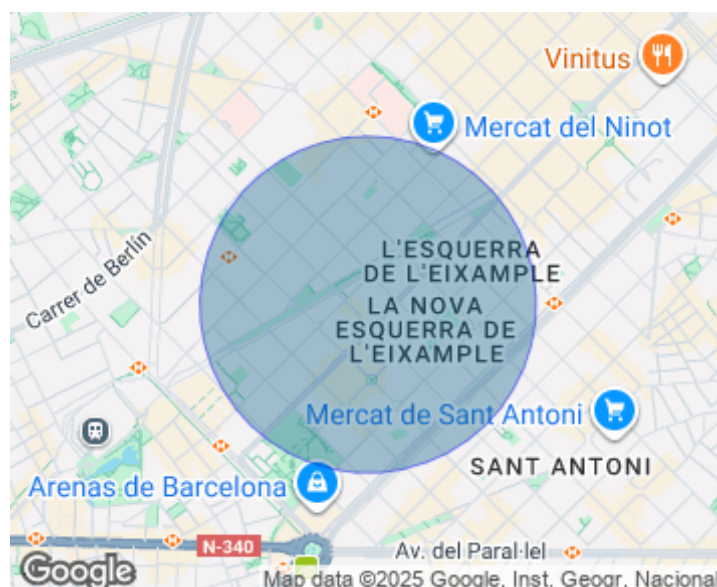 Vinitus
Mercat del Ninot
L'ESQUERRA
DE L'EIXAMPLE
Carrer de Berlín
LA NOVA
ESQUERRA DE
L'EIXAMPLE
Mercat de Sant Antoni
SANT ANTONI
Arenas de Barcelona
N-340
Av. del Paral·lel
Google
Map data ©2025 Google, Inst. Geogr. Nacional